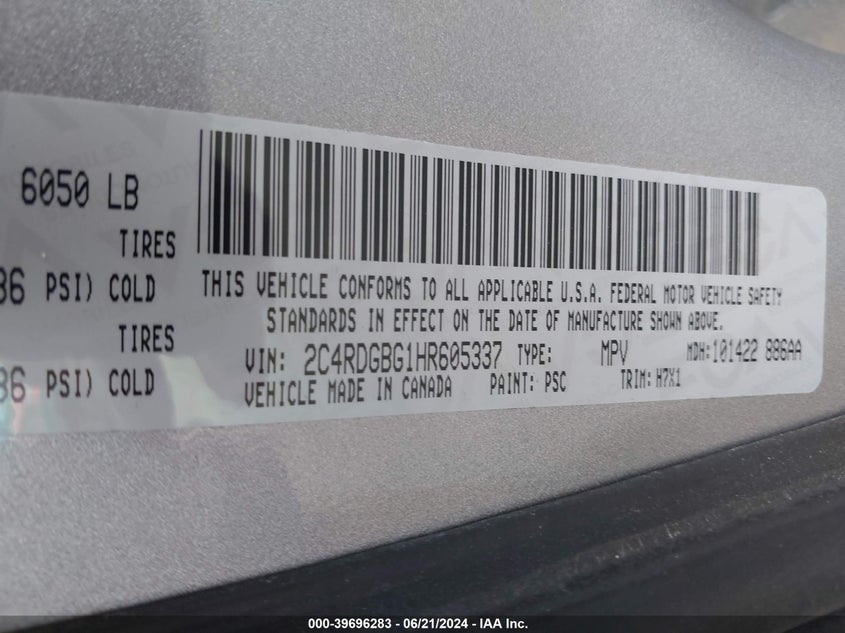 6050 LB
TIRES
36 PSI) COLD
TIRES
36 PSI) COLD
THIS VEHICLE CONFORMS TO ALL APPLICABLE U.S.A. FEDERAL MOTOR VEHICLE SAFETY
STANDARDS IN EFFECT ON THE DATE OF MANUFACTURE SHOWN ABOVE.
VIN: 2C4RDGBG1HR605337 TYPE: MPV MDH:101422 886AA
VEHICLE MADE IN CANADA PAINT: PSC TRIM: H7X1
000-39696283 - 06/21/2024 - IAA Inc.